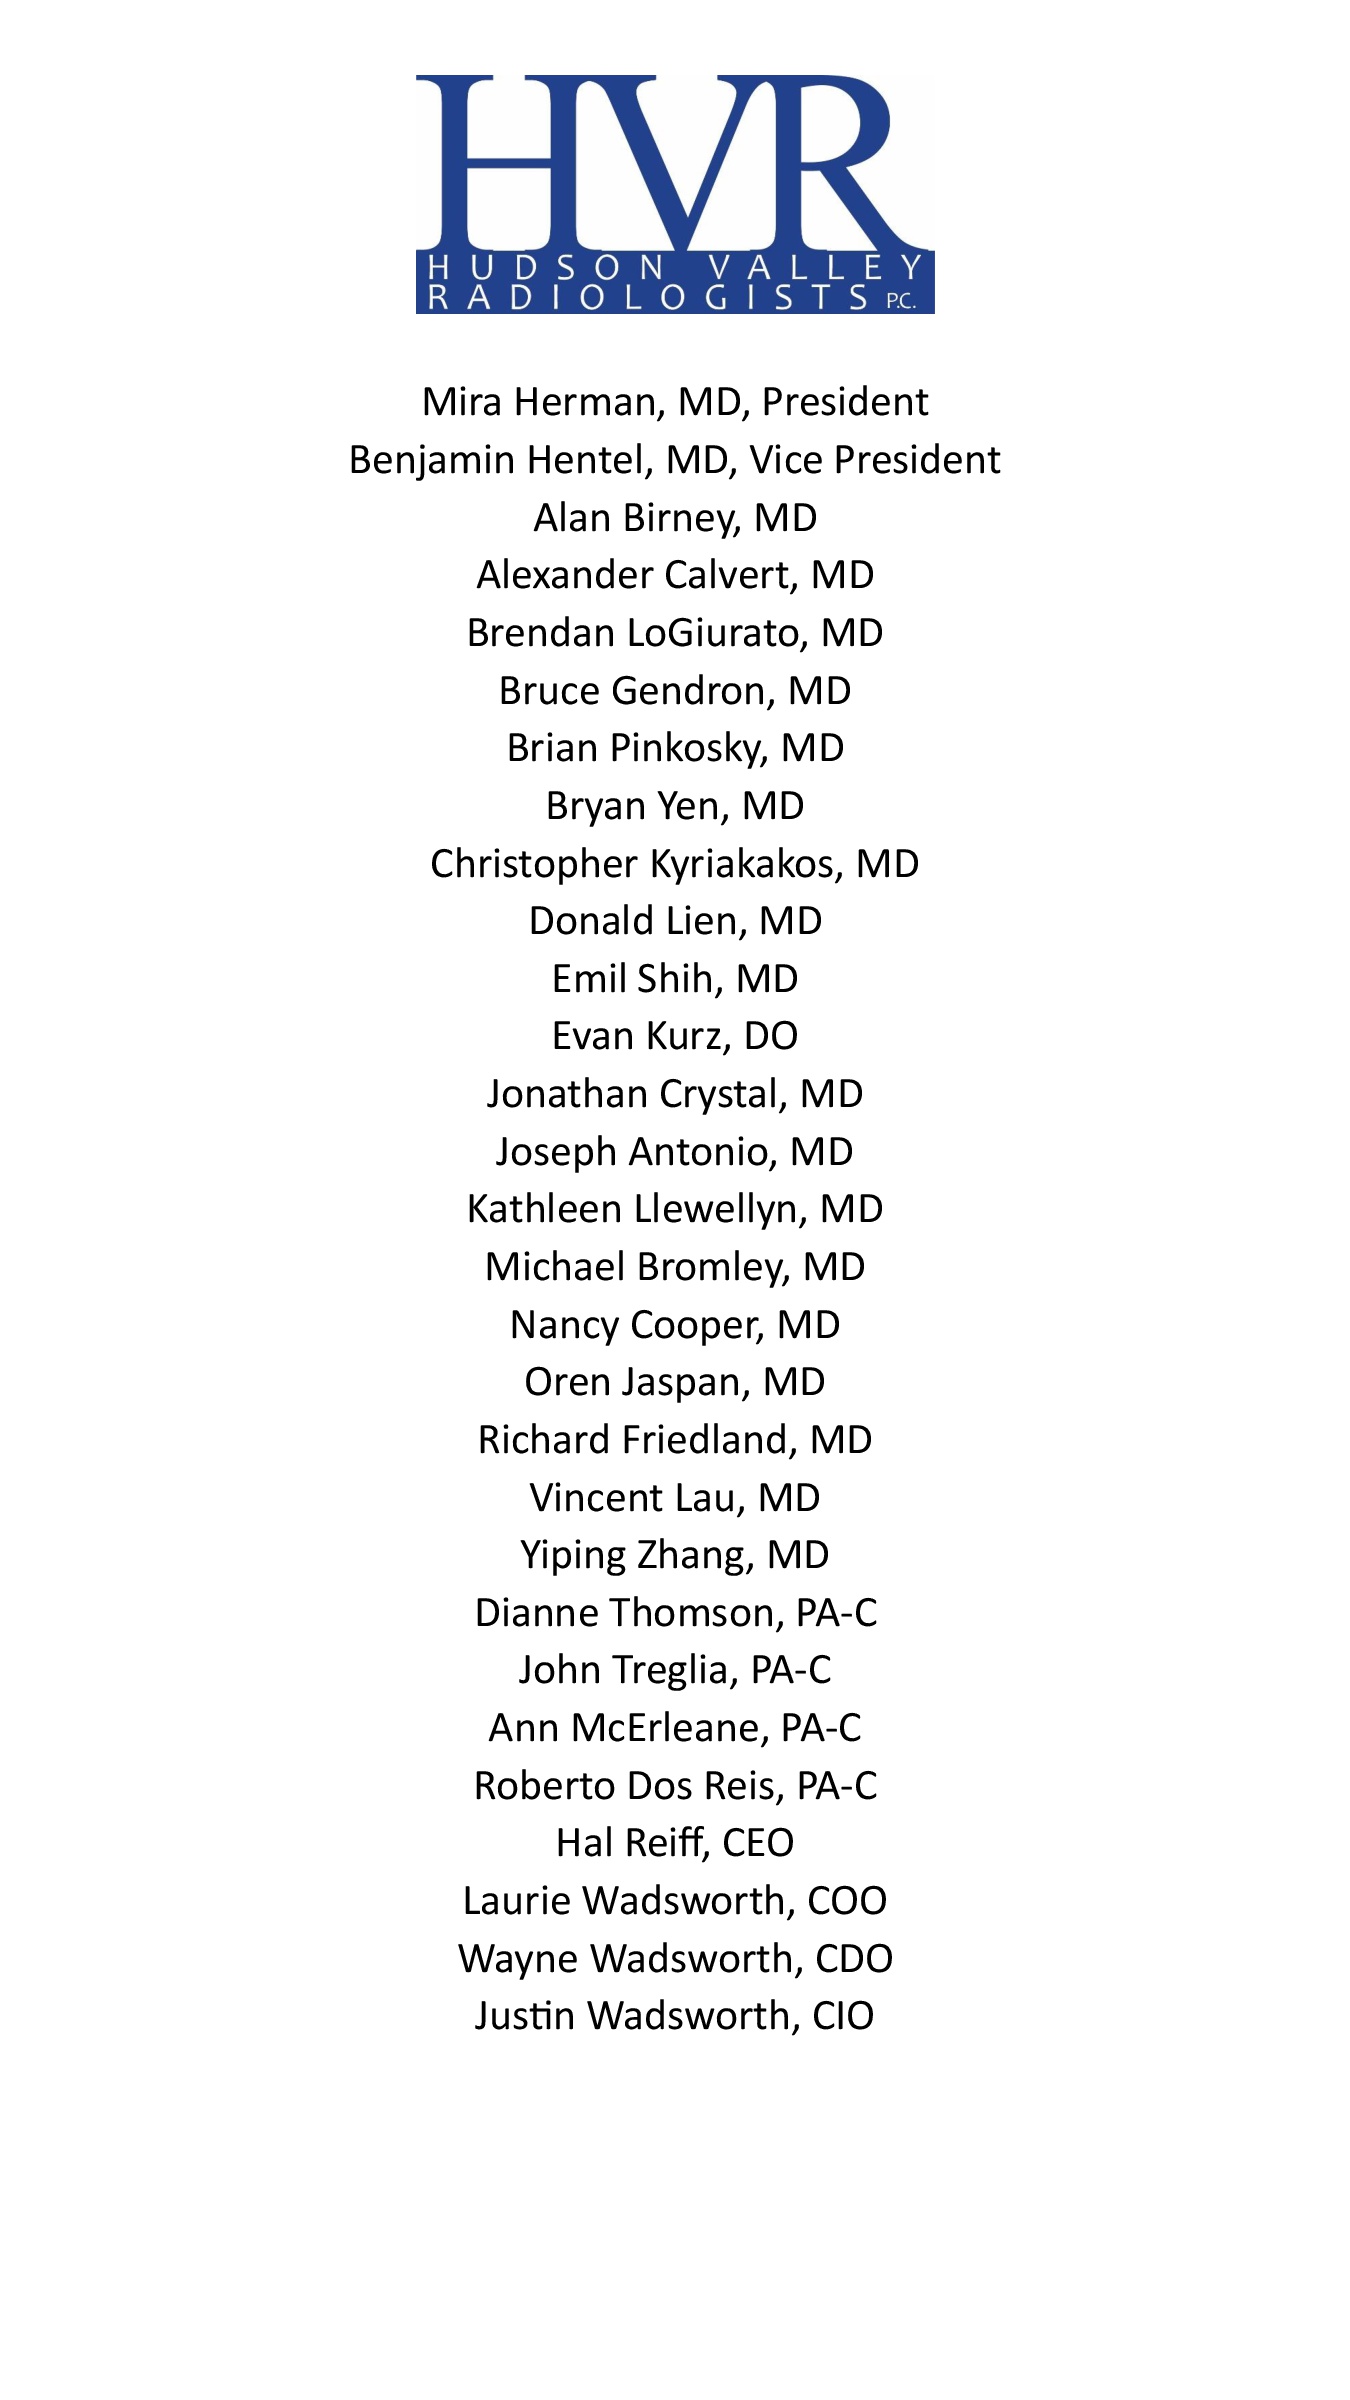 HVR
HUDSON VALLEY
RADIOLOGISTS P.C.
Mira Herman, MD, President
Benjamin Hentel, MD, Vice President
Alan Birney, MD
Alexander Calvert, MD
Brendan LoGiurato, MD
Bruce Gendron, MD
Brian Pinkosky, MD
Bryan Yen, MD
Christopher Kyriakakos, MD
Donald Lien, MD
Emil Shih, MD
Evan Kurz, DO
Jonathan Crystal, MD
Joseph Antonio, MD
Kathleen Llewellyn, MD
Michael Bromley, MD
Nancy Cooper, MD
Oren Jaspan, MD
Richard Friedland, MD
Vincent Lau, MD
Yiping Zhang, MD
Dianne Thomson, PA-C
John Treglia, PA-C
Ann McErleane, PA-C
Roberto Dos Reis, PA-C
Hal Reiff, CEO
Laurie Wadsworth, COO
Wayne Wadsworth, CDO
Justin Wadsworth, CIO